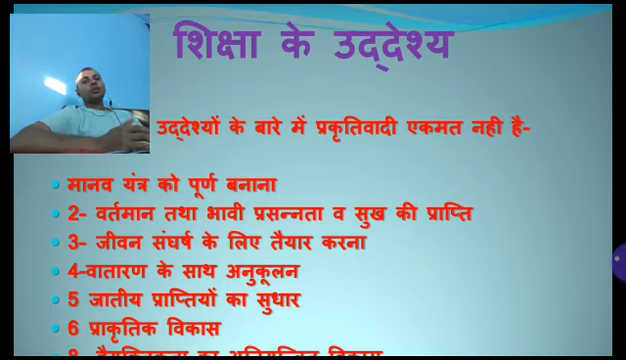 शिक्षा के उद्देश्य
उद्देश्यों के बारे में प्रकृतिवादी एकमत नही है-
मानव यंत्र को पूर्ण बनाना
2- वर्तमान तथा भावी प्रसन्नता व सुख की प्राप्ति
3- जीवन संघर्ष के लिए तैयार करना
4-वातारण के साथ अनुकूलन
5 जातीय प्राप्तियों का सुधार
6 प्राकृतिक विकास